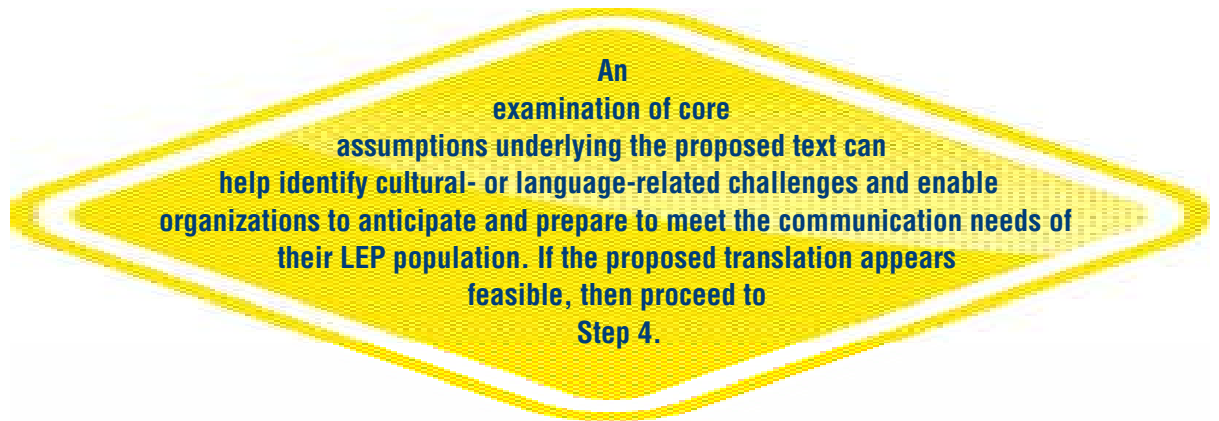 An
examination of core
assumptions underlying the proposed text can
help identify cultural- or language-related challenges and enable
organizations to anticipate and prepare to meet the communication needs of
their LEP population. If the proposed translation appears
feasible, then proceed to
Step 4.